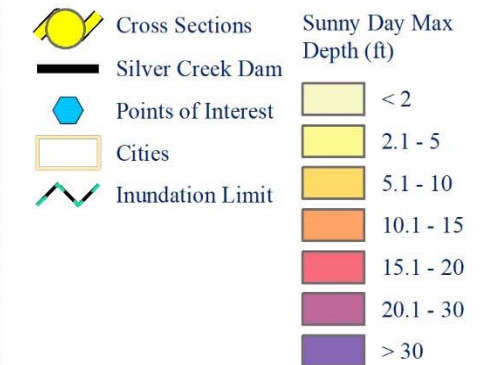 Cross Sections
Silver Creek Dam
Points of Interest
Cities
Inundation Limit
Sunny Day Max
Depth (ft)
< 2
2.1 - 5
5.1 - 10
10.1 - 15
15.1 - 20
20.1 - 30
> 30